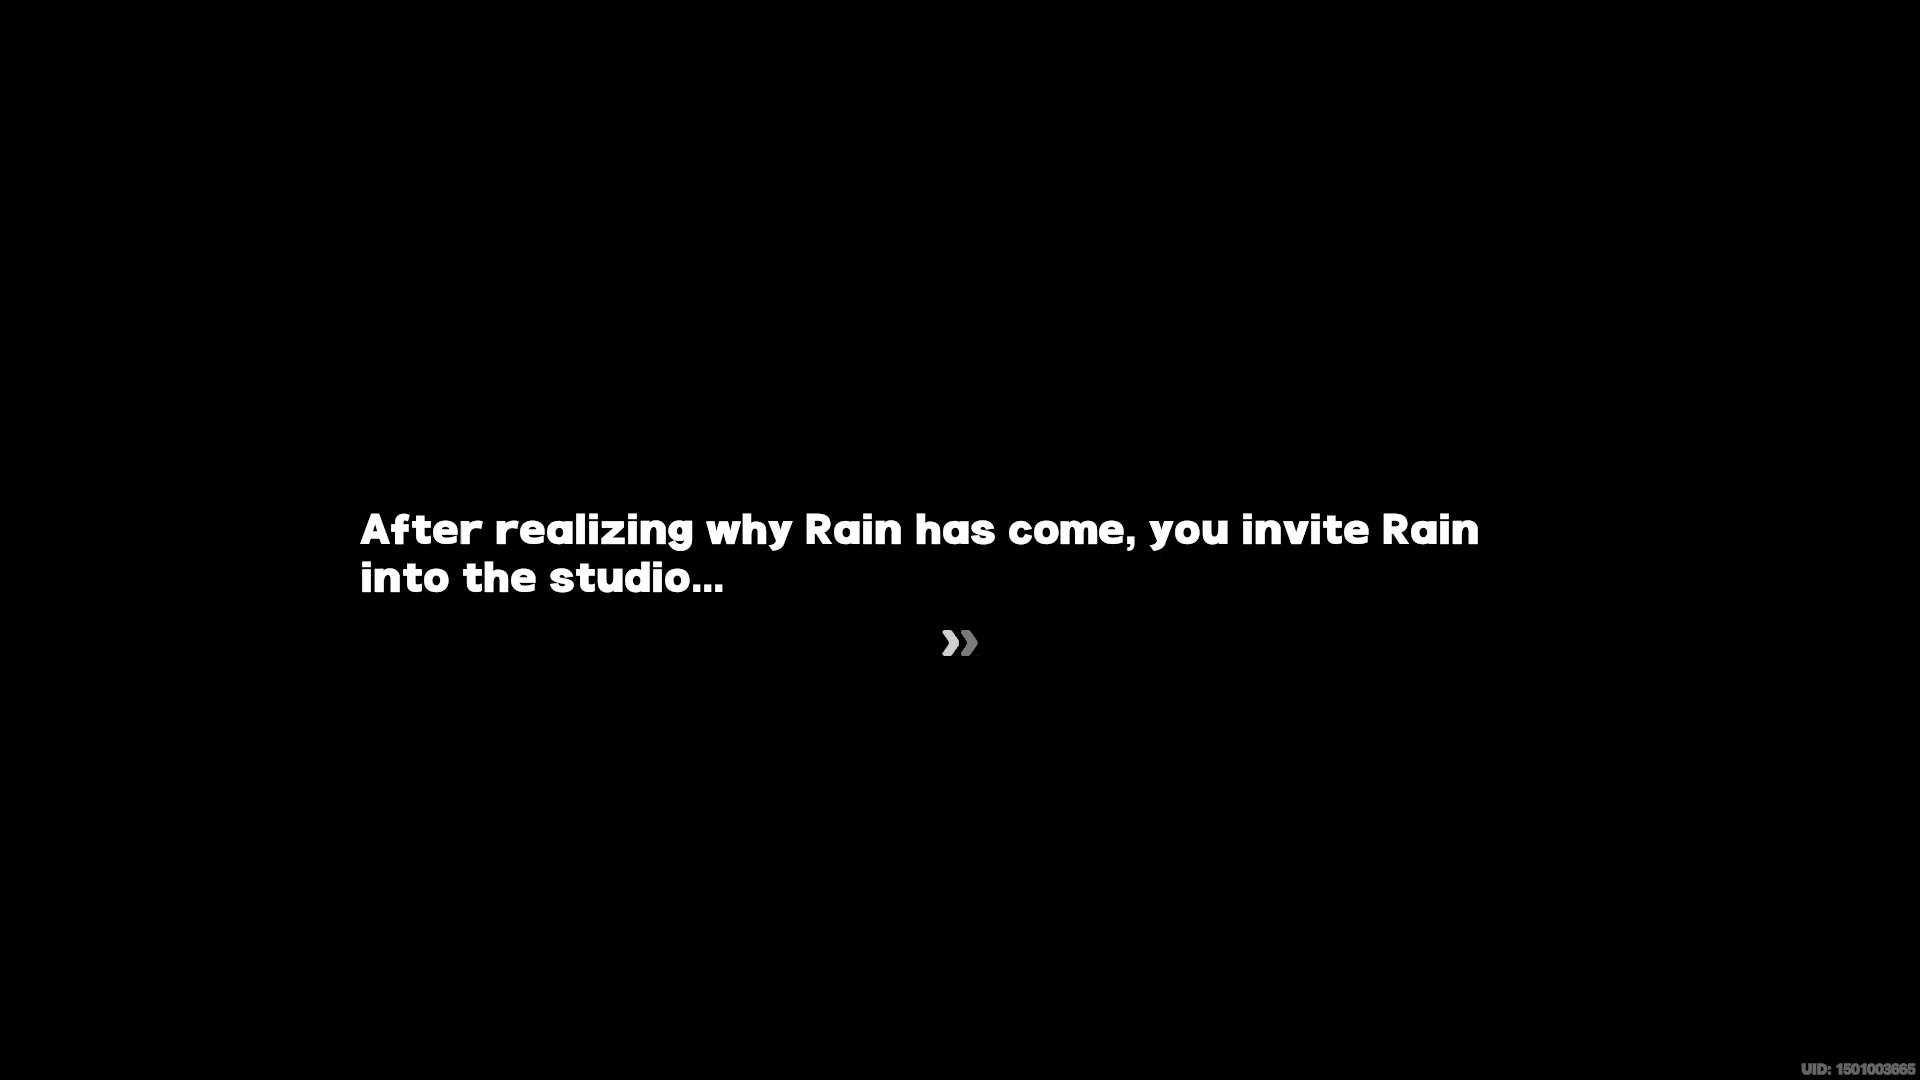 After realizing why Rain has come, you invite Rain
into the studio...
UID: 1501003665